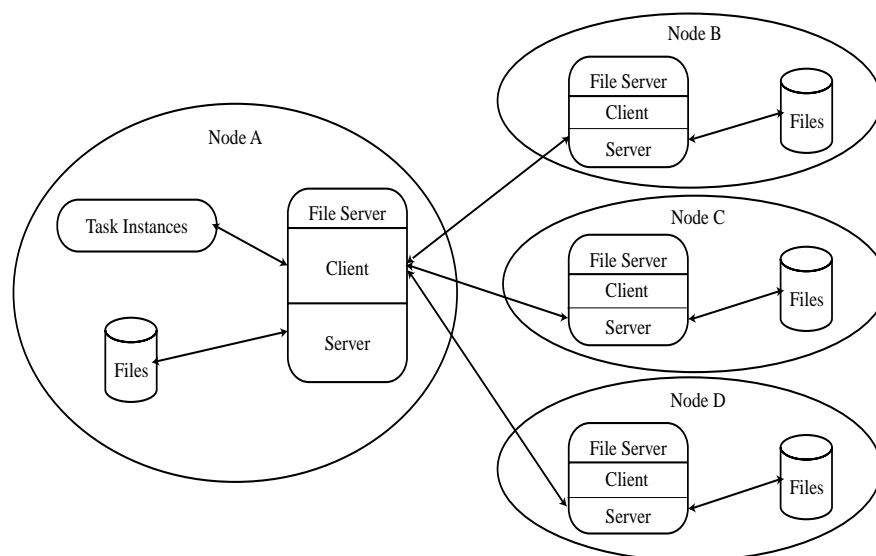 Node A
Task Instances
File Server
Client
Server
Files
Node B
File Server
Client
Server
Files
Node C
File Server
Client
Server
Files
Node D
File Server
Client
Server
Files